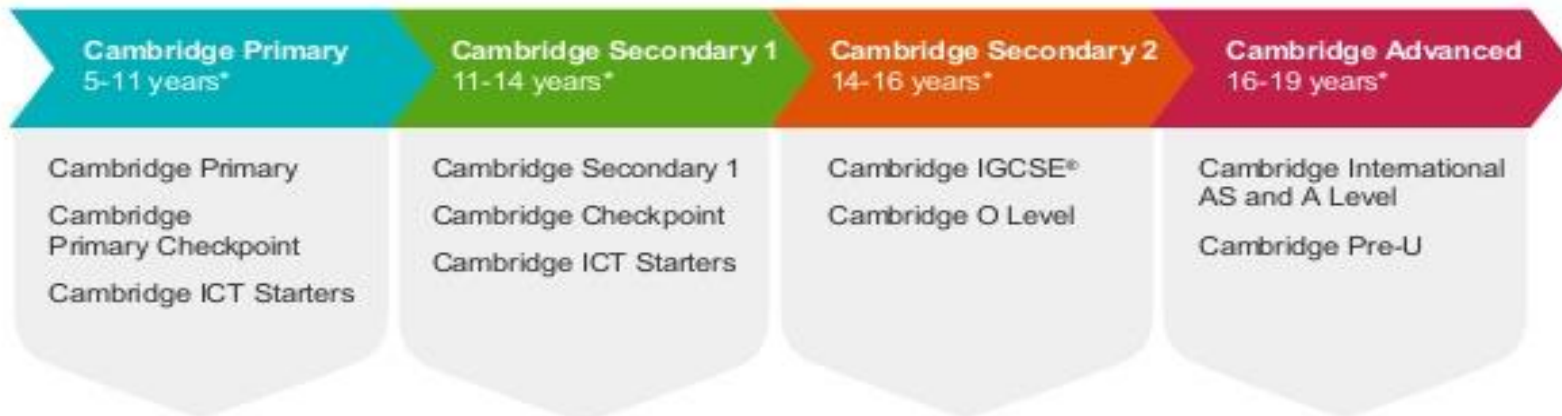 Cambridge Primary
5-11 years*
Cambridge Primary
Cambridge
Primary Checkpoint
Cambridge ICT Starters
Cambridge Secondary 1
11-14 years*
Cambridge Secondary 1
Cambridge Checkpoint
Cambridge ICT Starters
Cambridge Secondary 2
14-16 years*
Cambridge IGCSE®
Cambridge O Level
Cambridge Advanced
16-19 years*
Cambridge International
AS and A Level
Cambridge Pre-U